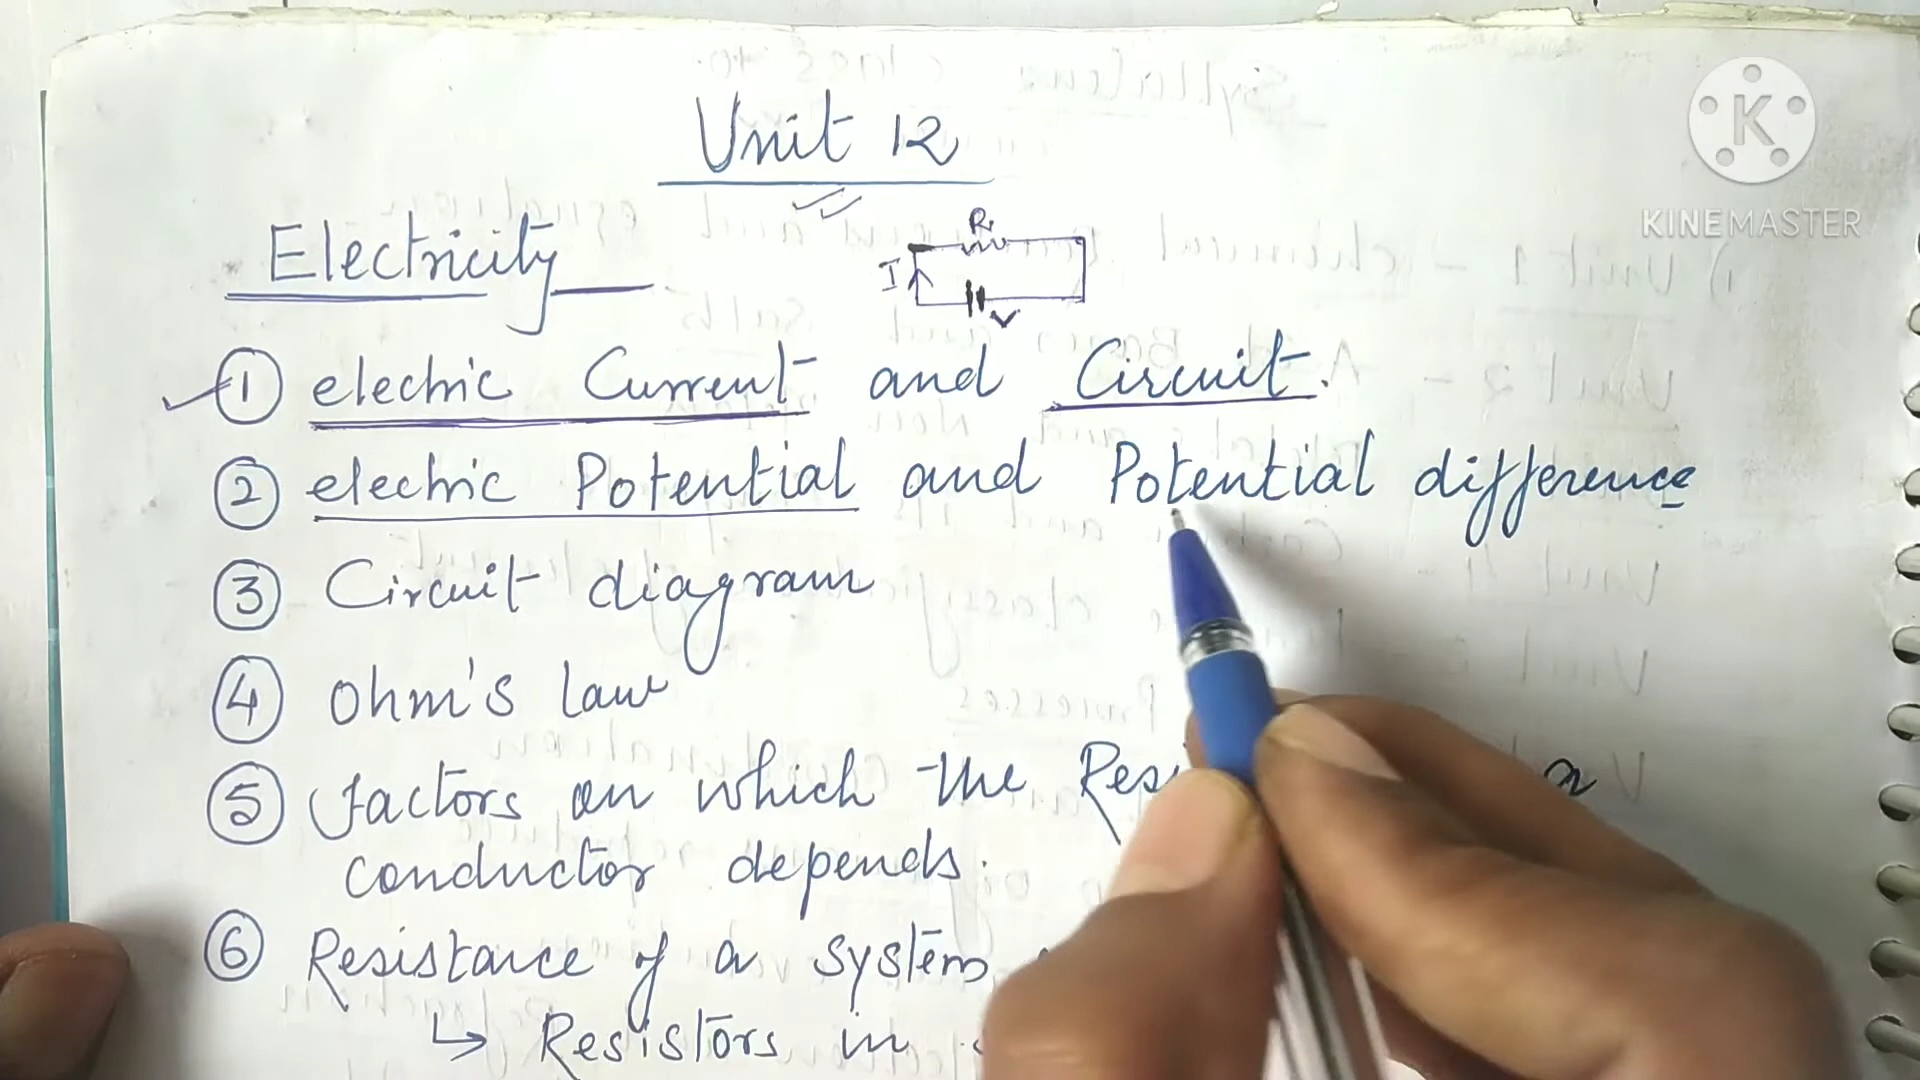 Unit 12
Electricity
R
I
V
① electric Current and Circuit.
② electric Potential and Potential difference
③ Circuit diagram
④ ohm's law
⑤ Factors on which the a
conductor depends.
⑥ Resistance of a system
↳ Resistors in
K
KINEMASTER